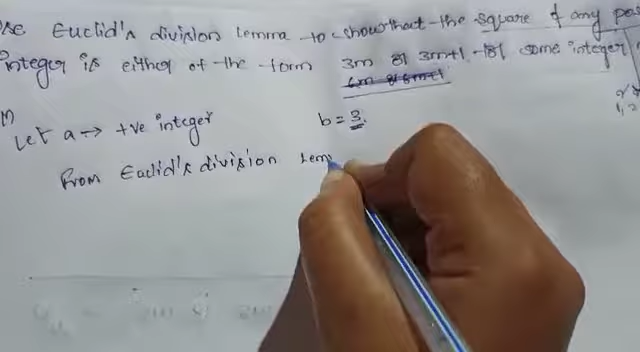 Euclid's division lemma to show that the square of any pos
integer is either of the form 3m or 3m+1 for some integer
Let a → +ve integer b = 3.
From Euclid's division lem